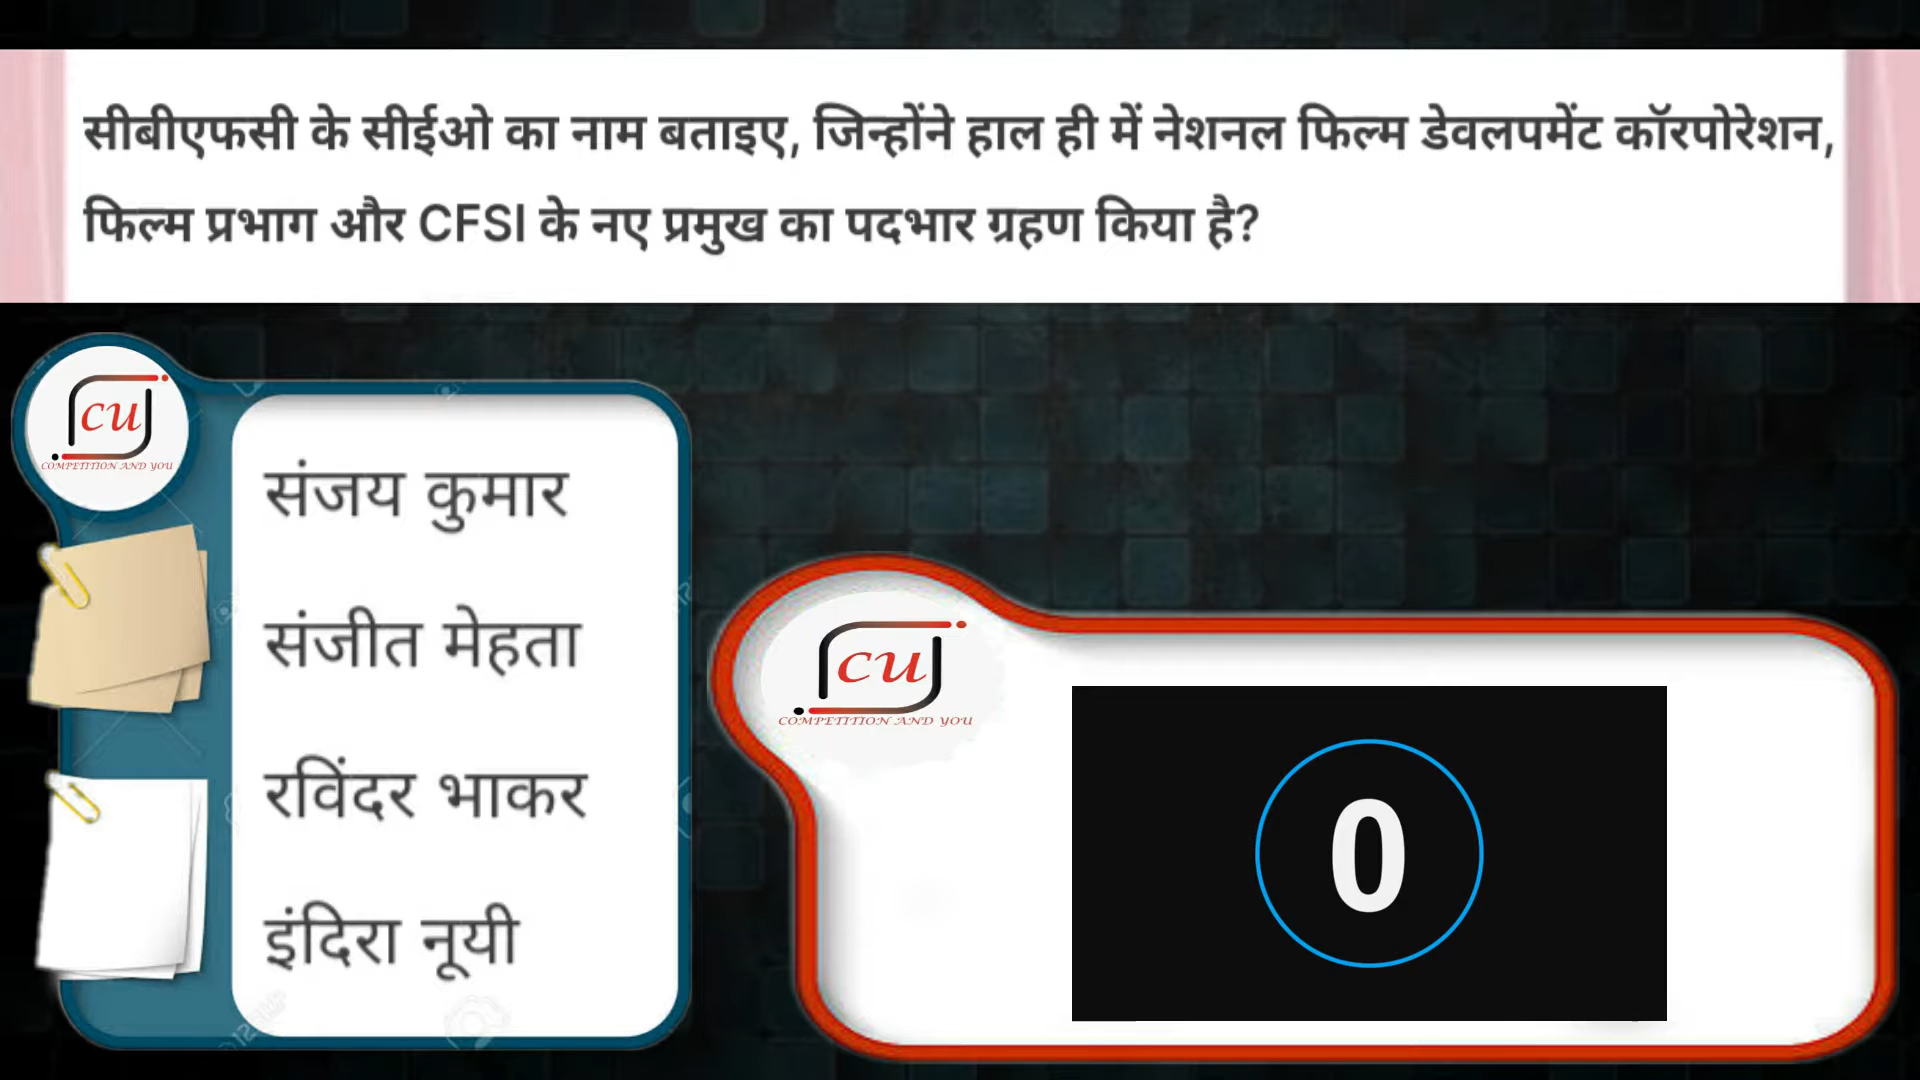 सीबीएफसी के सीईओ का नाम बताइए, जिन्होंने हाल ही में नेशनल फिल्म डेवलपमेंट कॉरपोरेशन,
फिल्म प्रभाग और CFSI के नए प्रमुख का पदभार ग्रहण किया है?
CU
COMPETITION AND YOU
संजय कुमार
संजीत मेहता
रविंदर भाकर
इंदिरा नूयी
CU
COMPETITION AND YOU
0